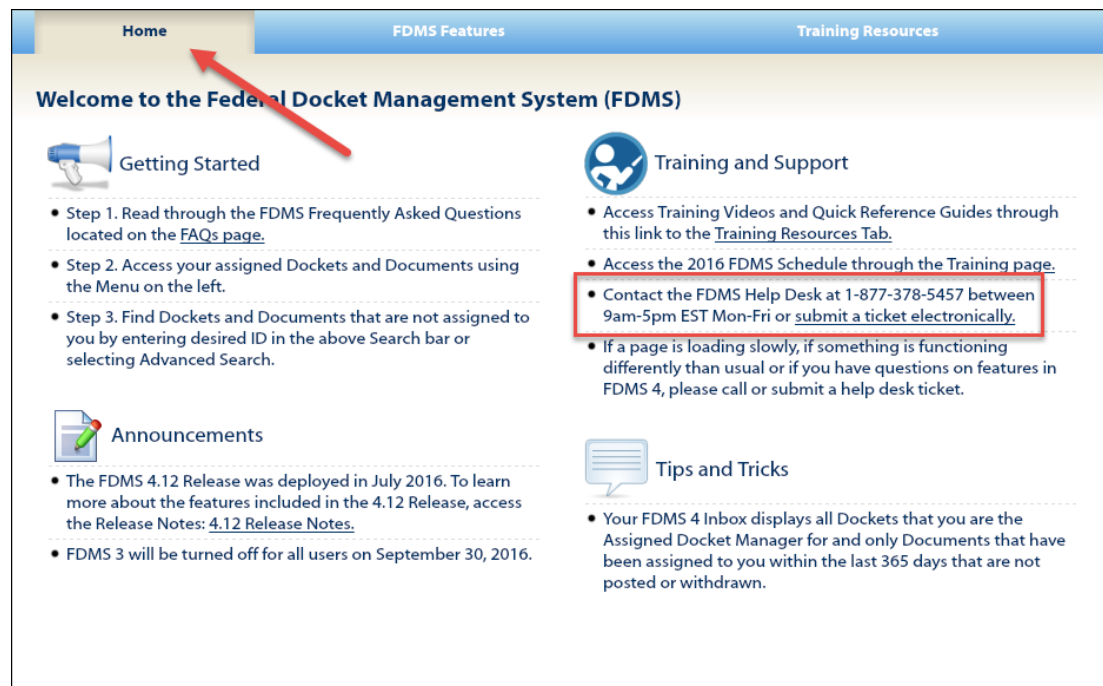 Home
FDMS Features
Training Resources
Welcome to the Federal Docket Management System (FDMS)
Getting Started
Step 1. Read through the FDMS Frequently Asked Questions
located on the FAQs page.
Step 2. Access your assigned Dockets and Documents using
the Menu on the left.
Step 3. Find Dockets and Documents that are not assigned to
you by entering desired ID in the above Search bar or
selecting Advanced Search.
Announcements
The FDMS 4.12 Release was deployed in July 2016. To learn
more about the features included in the 4.12 Release, access
the Release Notes: 4.12 Release Notes.
FDMS 3 will be turned off for all users on September 30, 2016.
Training and Support
Access Training Videos and Quick Reference Guides through
this link to the Training Resources Tab.
Access the 2016 FDMS Schedule through the Training page.
Contact the FDMS Help Desk at 1-877-378-5457 between
9am-5pm EST Mon-Fri or submit a ticket electronically.
If a page is loading slowly, if something is functioning
differently than usual or if you have questions on features in
FDMS 4, please call or submit a help desk ticket.
Tips and Tricks
Your FDMS 4 Inbox displays all Dockets that you are the
Assigned Docket Manager for and only Documents that have
been assigned to you within the last 365 days that are not
posted or withdrawn.